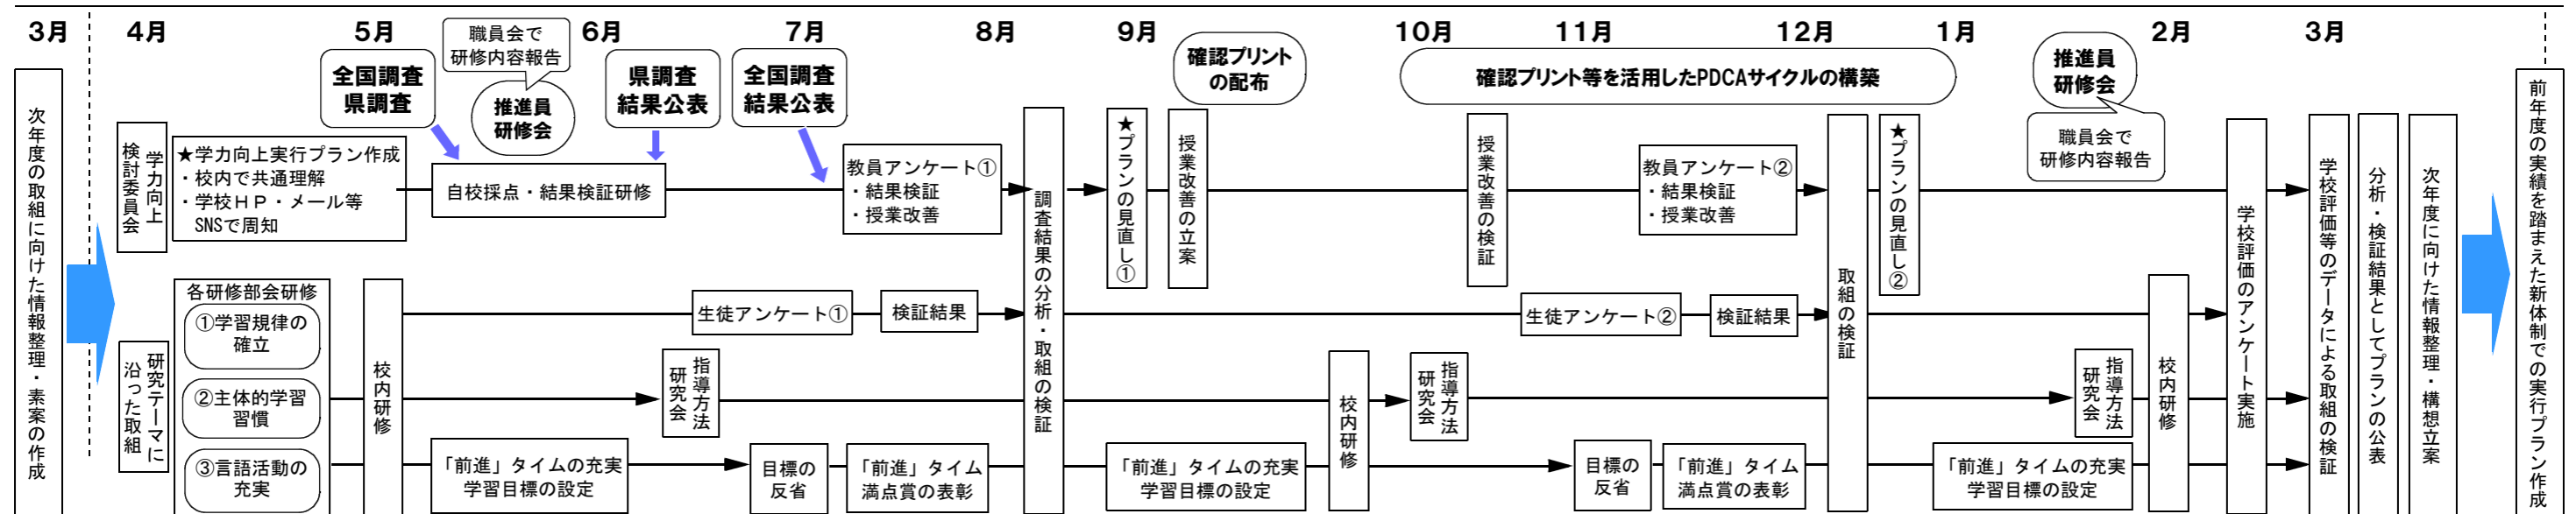 3月
4月
5月
6月
7月
8月
9月
10月
11月
12月
1月
2月
3月
次年度の取組に向けた情報整理・素案の作成
学力向上
検討委員会
★学力向上実行プラン作成
・校内で共通理解
・学校ＨＰ・メール等
SNSで周知
全国調査
県調査
職員会で
研修内容報告
推進員
研修会
県調査
結果公表
全国調査
結果公表
自校採点・結果検証研修
教員アンケート①
・結果検証
・授業改善
調査結果の分析・取組の検証
★プランの見直し①
授業改善の立案
確認プリント
の配布
確認プリント等を活用したPDCAサイクルの構築
授業改善の検証
教員アンケート②
・結果検証
・授業改善
取組の検証
★プランの見直し②
推進員
研修会
職員会で
研修内容報告
学校評価のアンケート実施
学校評価等のデータによる取組の検証
分析・検証結果としてプランの公表
次年度に向けた情報整理・構想立案
前年度の実績を踏まえた新体制での実行プラン作成
研究テーマに
沿った取組
各研修部会研修
①学習規律の
確立
②主体的学習
習慣
③言語活動の
充実
校内研修
生徒アンケート①
検証結果
指導方法
研究会
「前進」タイムの充実
学習目標の設定
目標の
反省
「前進」タイム
満点賞の表彰
「前進」タイムの充実
学習目標の設定
校内研修
指導方法
研究会
生徒アンケート②
検証結果
目標の
反省
「前進」タイム
満点賞の表彰
「前進」タイムの充実
学習目標の設定
指導方法
研究会
校内研修